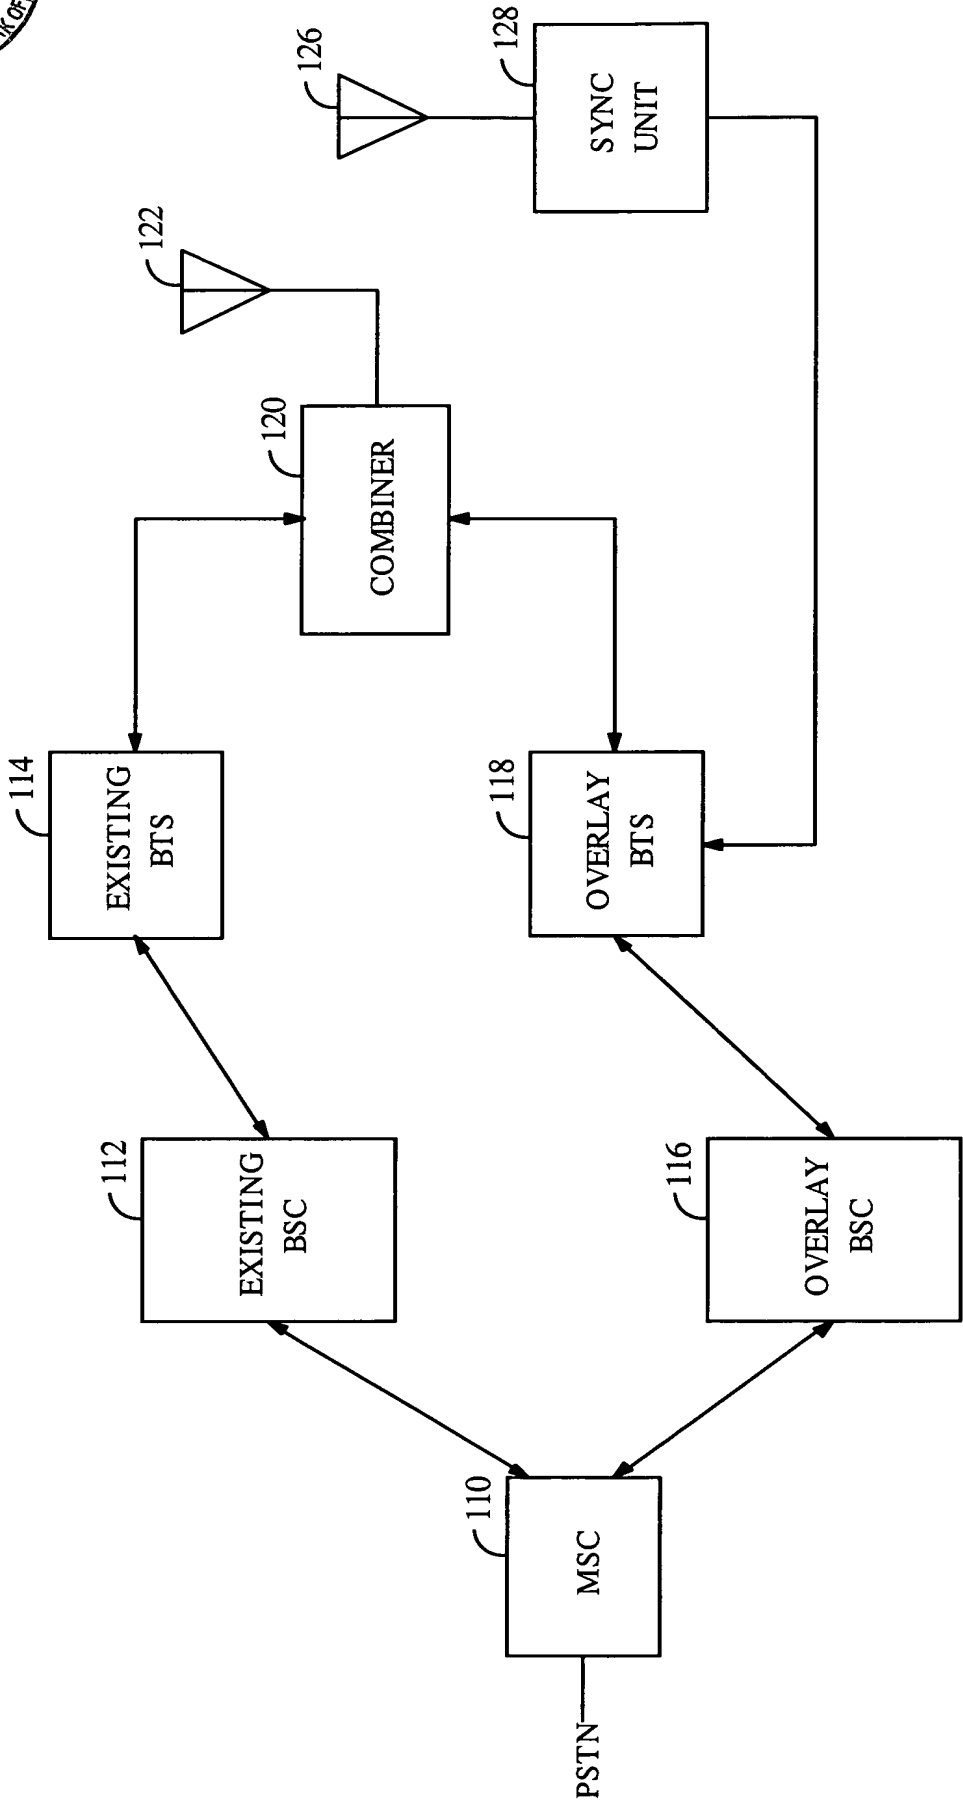 126
128
SYNC
UNIT
122
120
COMBINER
114
EXISTING
BTS
118
OVERLAY
BTS
112
EXISTING
BSC
116
OVERLAY
BSC
110
MSC
PSTN